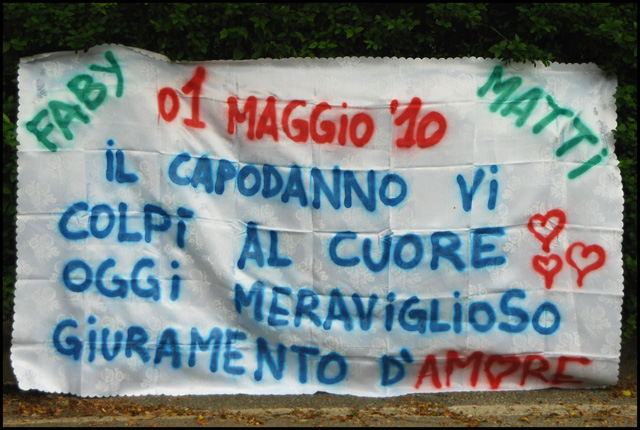 FABY
01 MAGGiO '10
MATTi
iL CAPODANNO Vi
COLPi AL CUORE
OGGi MERAViGLiOSO
GiURAMENTO D'AMORE